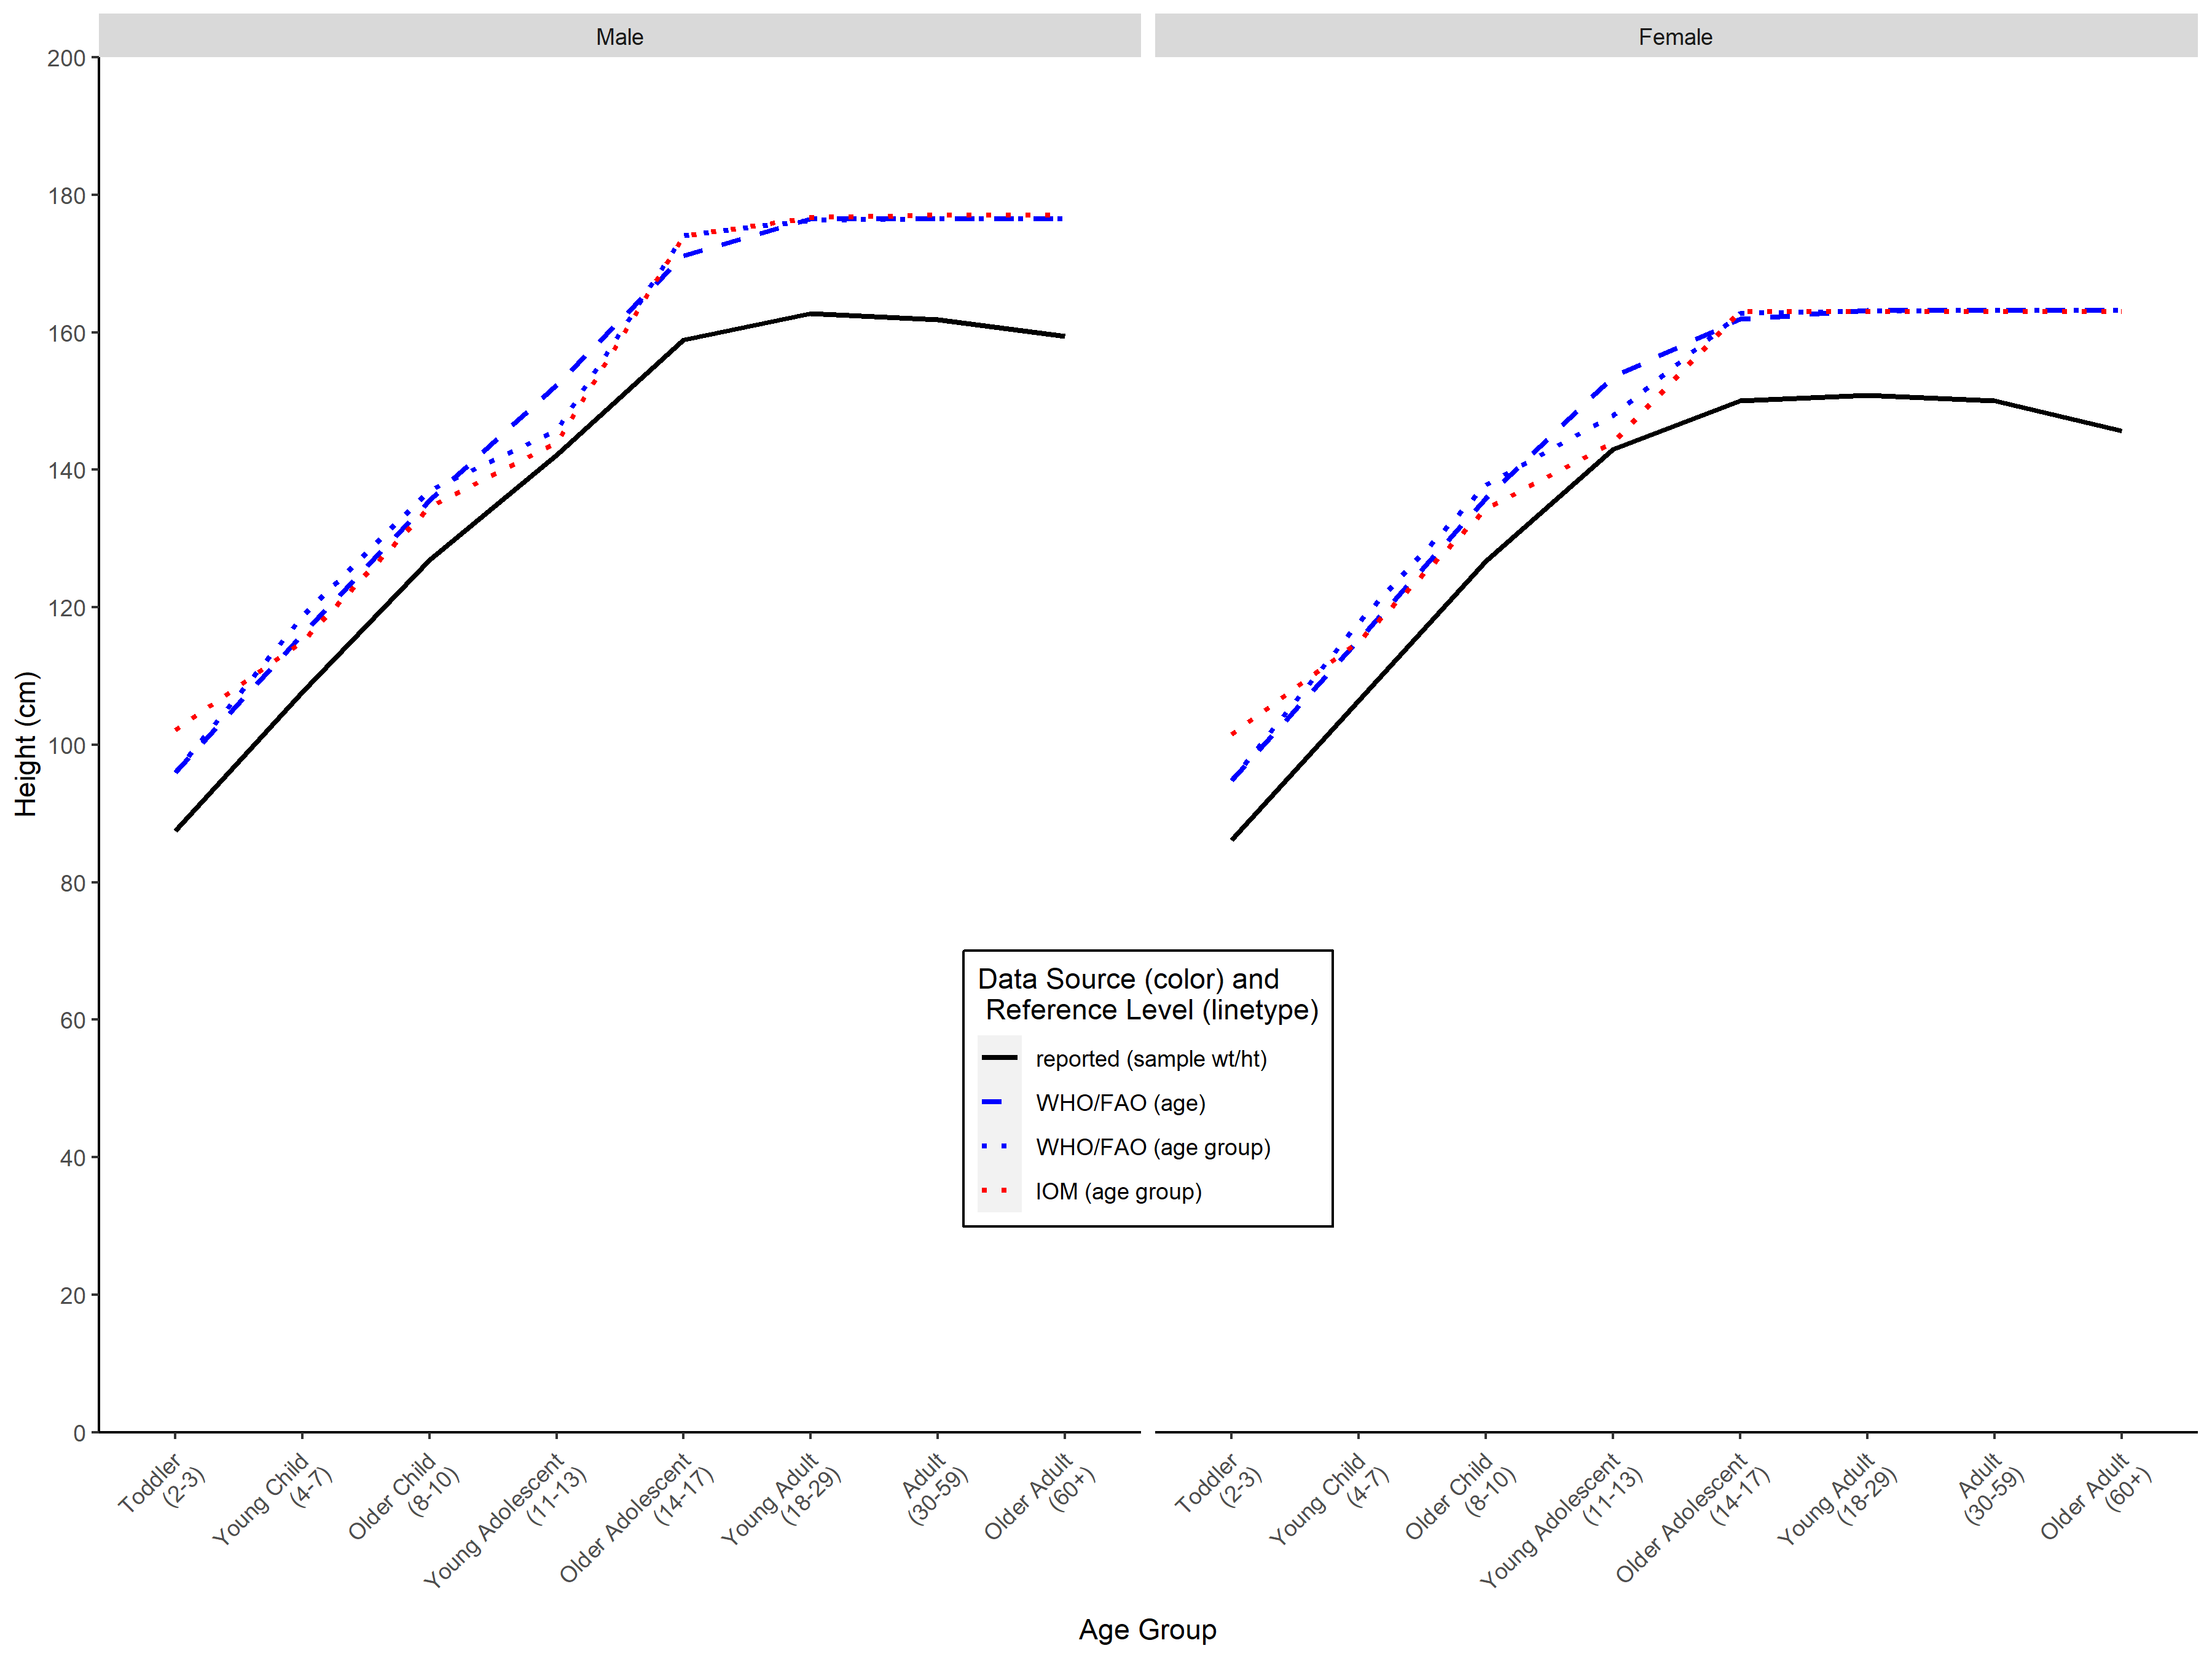 Male
Female
200
180
160
140
120
100
80
60
40
20
0
Height (cm)
Data Source (color) and
Reference Level (linetype)
reported (sample wt/ht)
WHO/FAO (age)
WHO/FAO (age group)
IOM (age group)
Toddler
(2-3)
Young Child
(4-7)
Older Child
(8-10)
Young Adolescent
(11-13)
Older Adolescent
(14-17)
Young Adult
(18-29)
Adult
(30-59)
Older Adult
(60+)
Toddler
(2-3)
Young Child
(4-7)
Older Child
(8-10)
Young Adolescent
(11-13)
Older Adolescent
(14-17)
Young Adult
(18-29)
Adult
(30-59)
Older Adult
(60+)
Age Group